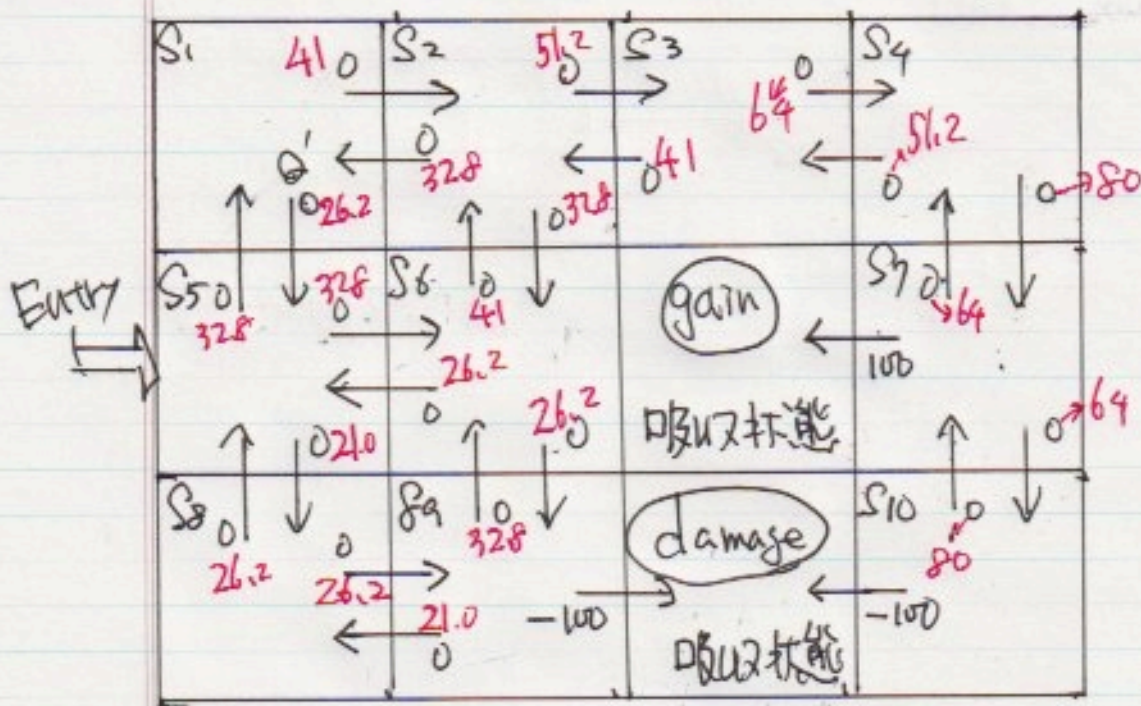 S1 41 0 S2 51.2 0 S3 0 S4
64
0 328 0 41 0 51.2
Q' 0 26.2 0 328 0 → 80
Entry S5 0 328 S6 0 gain S7 0
328 0 41 → 64
26.2 100
0 26.2 0 吸収状態 0 → 64
0 21.0
S8 0 0 S9 0 damage S10 0
26.2 26.2 328 80
21.0 -100 -100
0 吸収状態